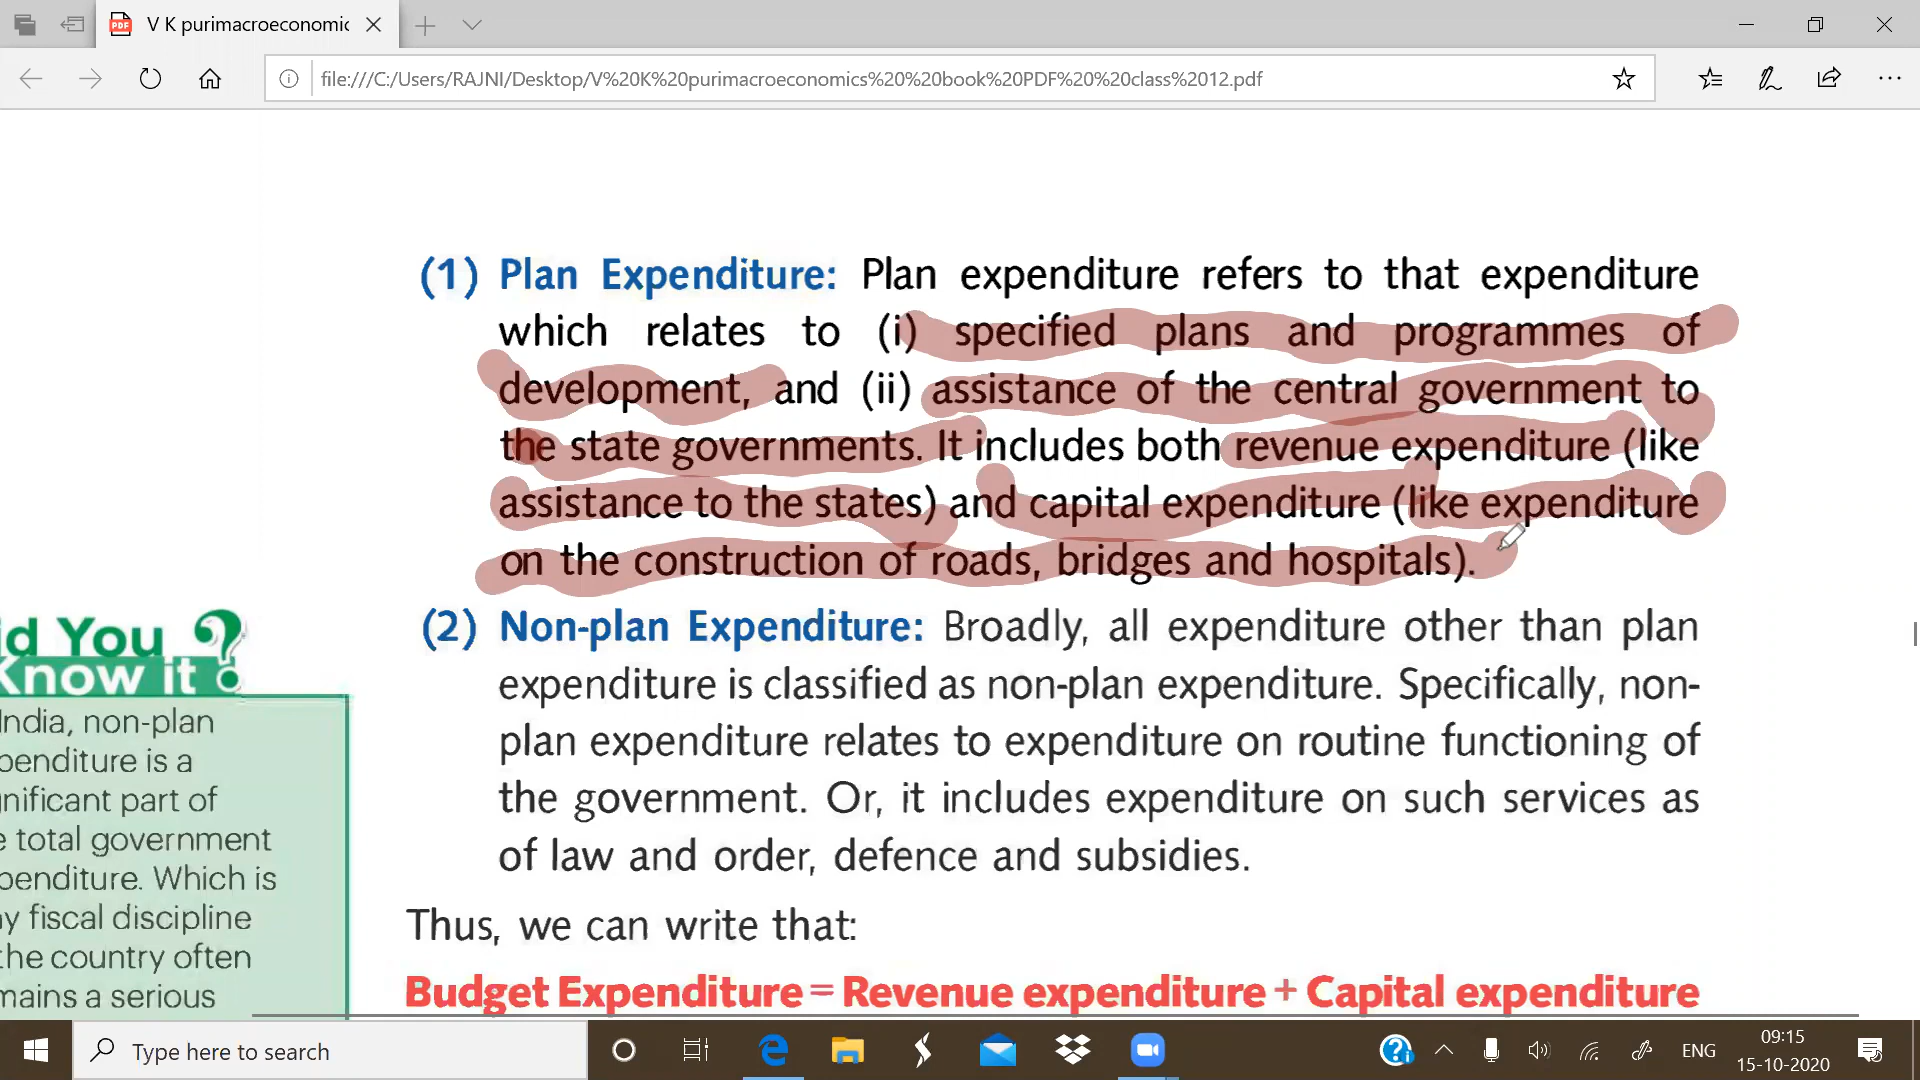 V K purimacroeconomic
file:///C:/Users/RAJNI/Desktop/V%20K%20purimacroeconomics%20%20book%20PDF%20%20class%2012.pdf
(1) Plan Expenditure: Plan expenditure refers to that expenditure
which relates to (i) specified plans and programmes of
development, and (ii) assistance of the central government to
the state governments. It includes both revenue expenditure (like
assistance to the states) and capital expenditure (like expenditure
on the construction of roads, bridges and hospitals).
(2) Non-plan Expenditure: Broadly, all expenditure other than plan
expenditure is classified as non-plan expenditure. Specifically, non-
plan expenditure relates to expenditure on routine functioning of
the government. Or, it includes expenditure on such services as
of law and order, defence and subsidies.
Thus, we can write that:
Budget Expenditure = Revenue expenditure + Capital expenditure
id You
Know it ?
India, non-plan
penditure is a
gnificant part of
e total government
penditure. Which is
y fiscal discipline
the country often
mains a serious
Type here to search
ENG
09:15
15-10-2020